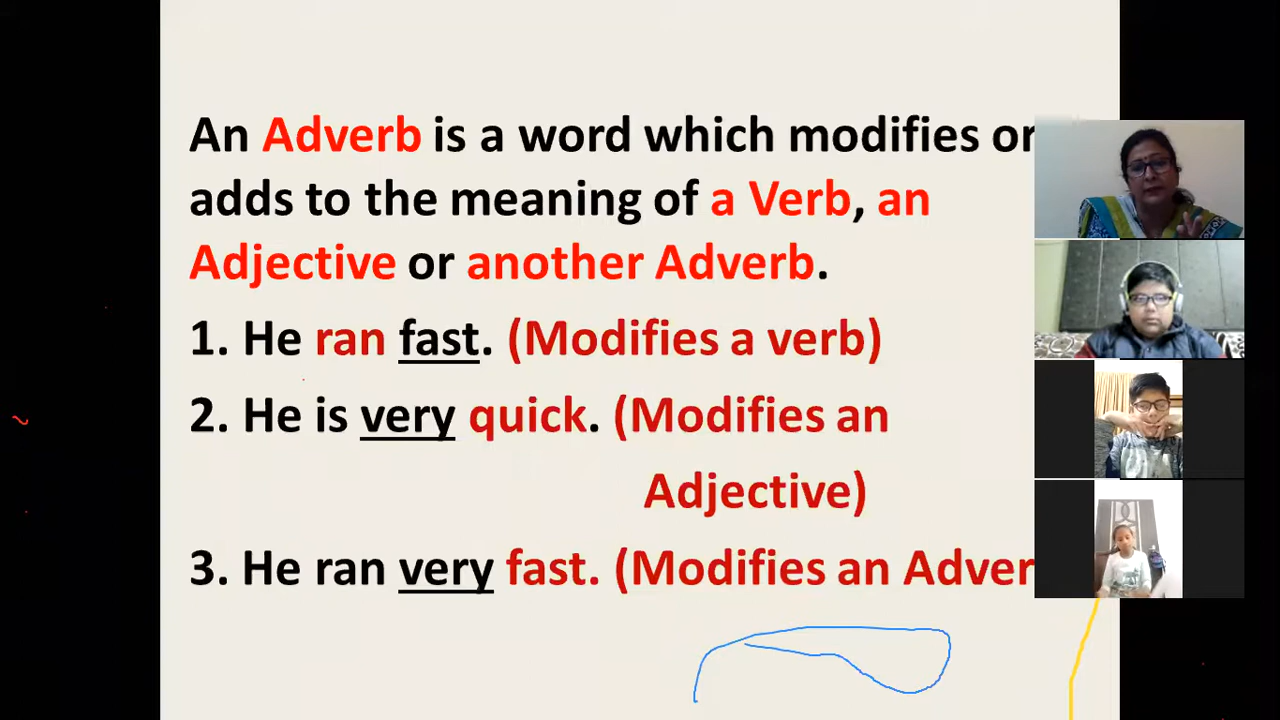 An Adverb is a word which modifies or
adds to the meaning of a Verb, an
Adjective or another Adverb.
1. He ran fast. (Modifies a verb)
2. He is very quick. (Modifies an
Adjective)
3. He ran very fast. (Modifies an Adver